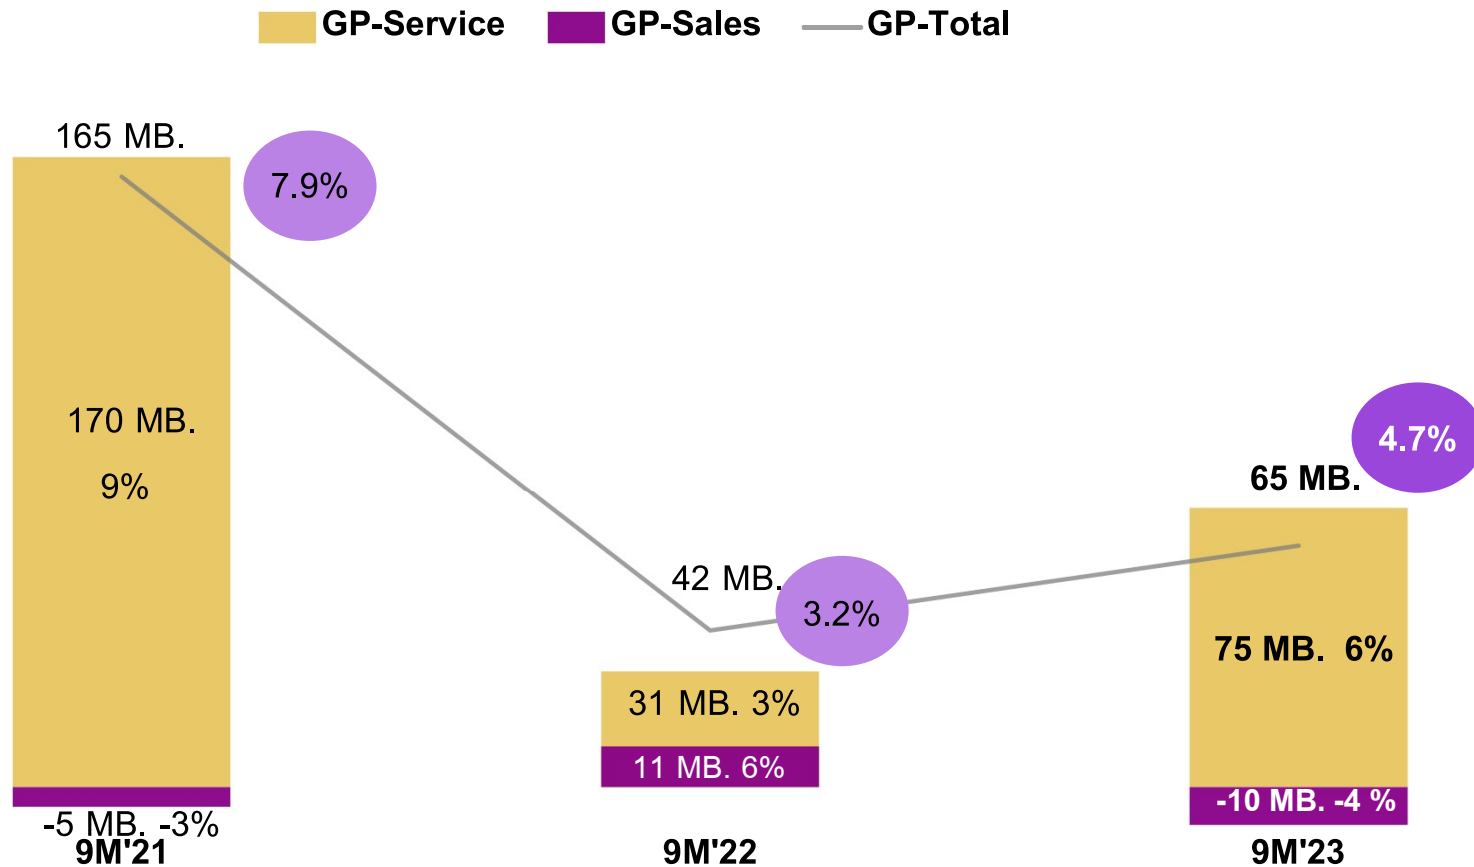 GP-Service GP-Sales GP-Total
165 MB.
7.9%
170 MB.
9%
-5 MB. -3%
9M'21
42 MB.
3.2%
31 MB. 3%
11 MB. 6%
9M'22
4.7%
65 MB.
75 MB. 6%
-10 MB. -4 %
9M'23